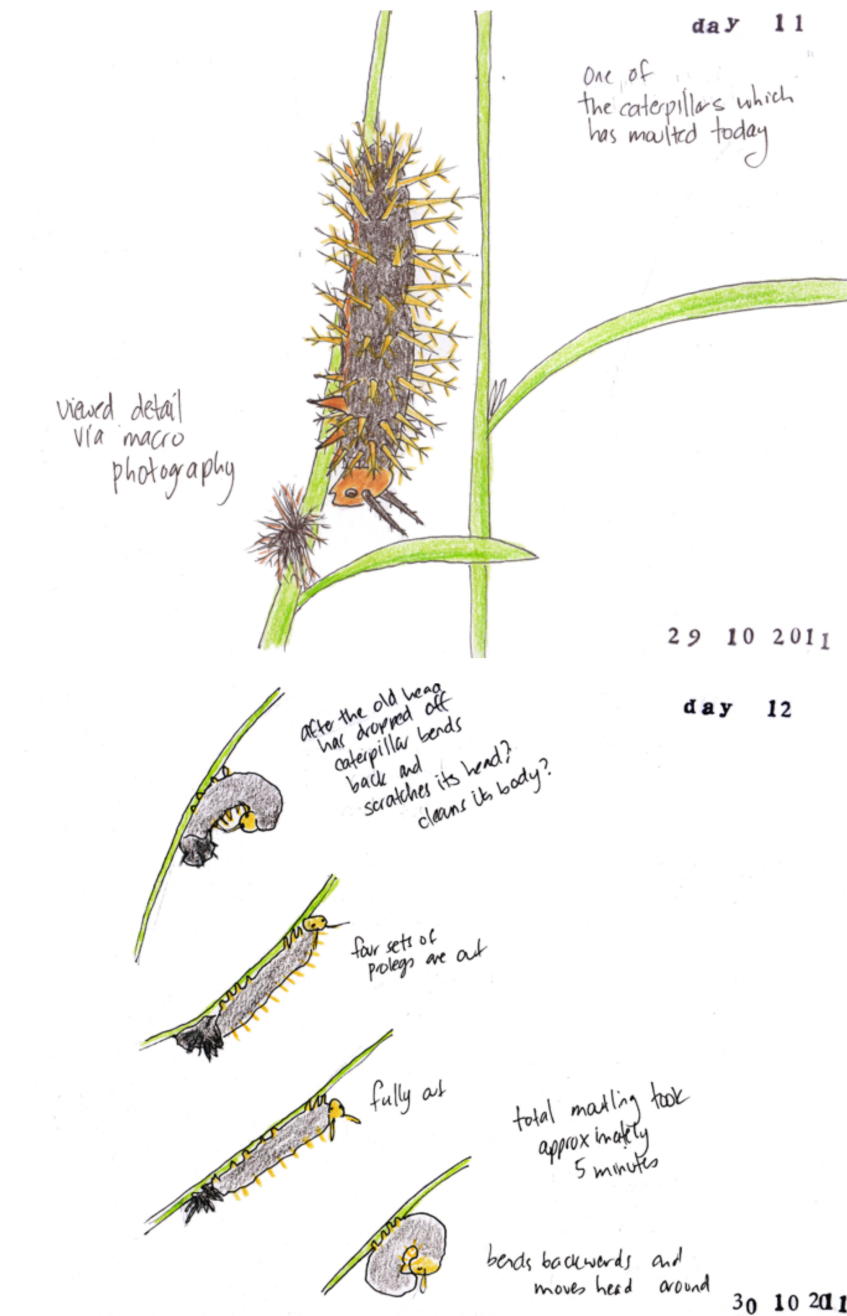 day 11
one of
the caterpillars which
has moulted today
viewed detail
via macro
photography
29 10 2011
day 12
after the old head
has dropped off
caterpillar bends
back and
scratches its head?
cleans its body?
four sets of
prolegs are out
fully out
total moulting took
approximately
5 minutes
bends backwards and
moves head around
30 10 2011